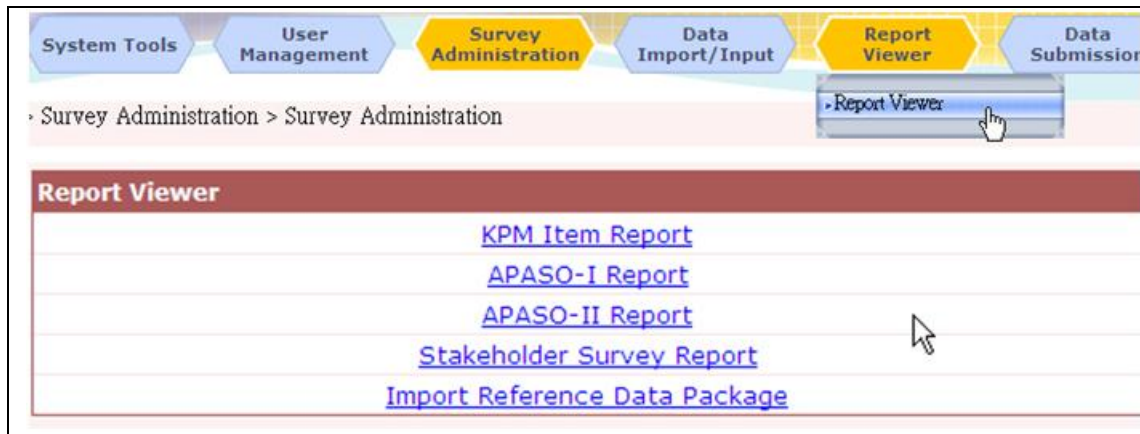 System Tools
User Management
Survey Administration
Data Import/Input
Report Viewer
Data Submission
Report Viewer
Survey Administration > Survey Administration
Report Viewer
KPM Item Report
APASO-I Report
APASO-II Report
Stakeholder Survey Report
Import Reference Data Package